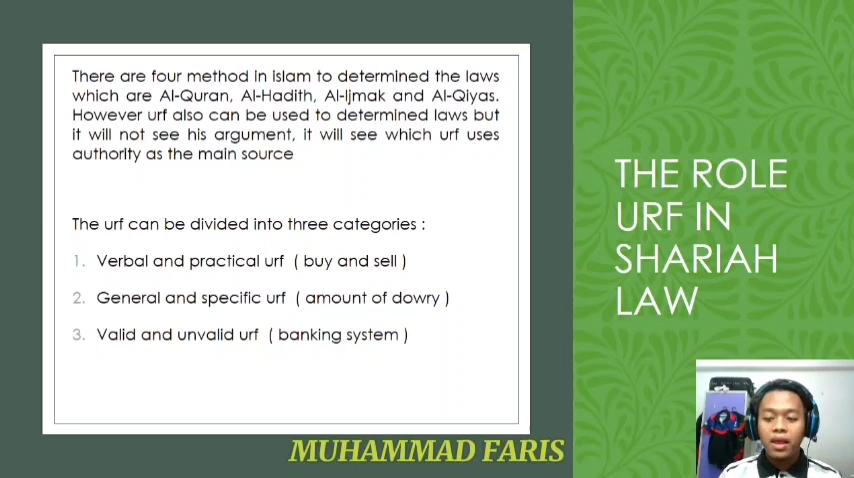 There are four method in islam to determined the laws
which are Al-Quran, Al-Hadith, Al-Ijmak and Al-Qiyas.
However urf also can be used to determined laws but
it will not see his argument, it will see which urf uses
authority as the main source
The urf can be divided into three categories :
1. Verbal and practical urf ( buy and sell )
2. General and specific urf ( amount of dowry )
3. Valid and unvalid urf ( banking system )
THE ROLE
URF IN
SHARIAH
LAW
MUHAMMAD FARIS